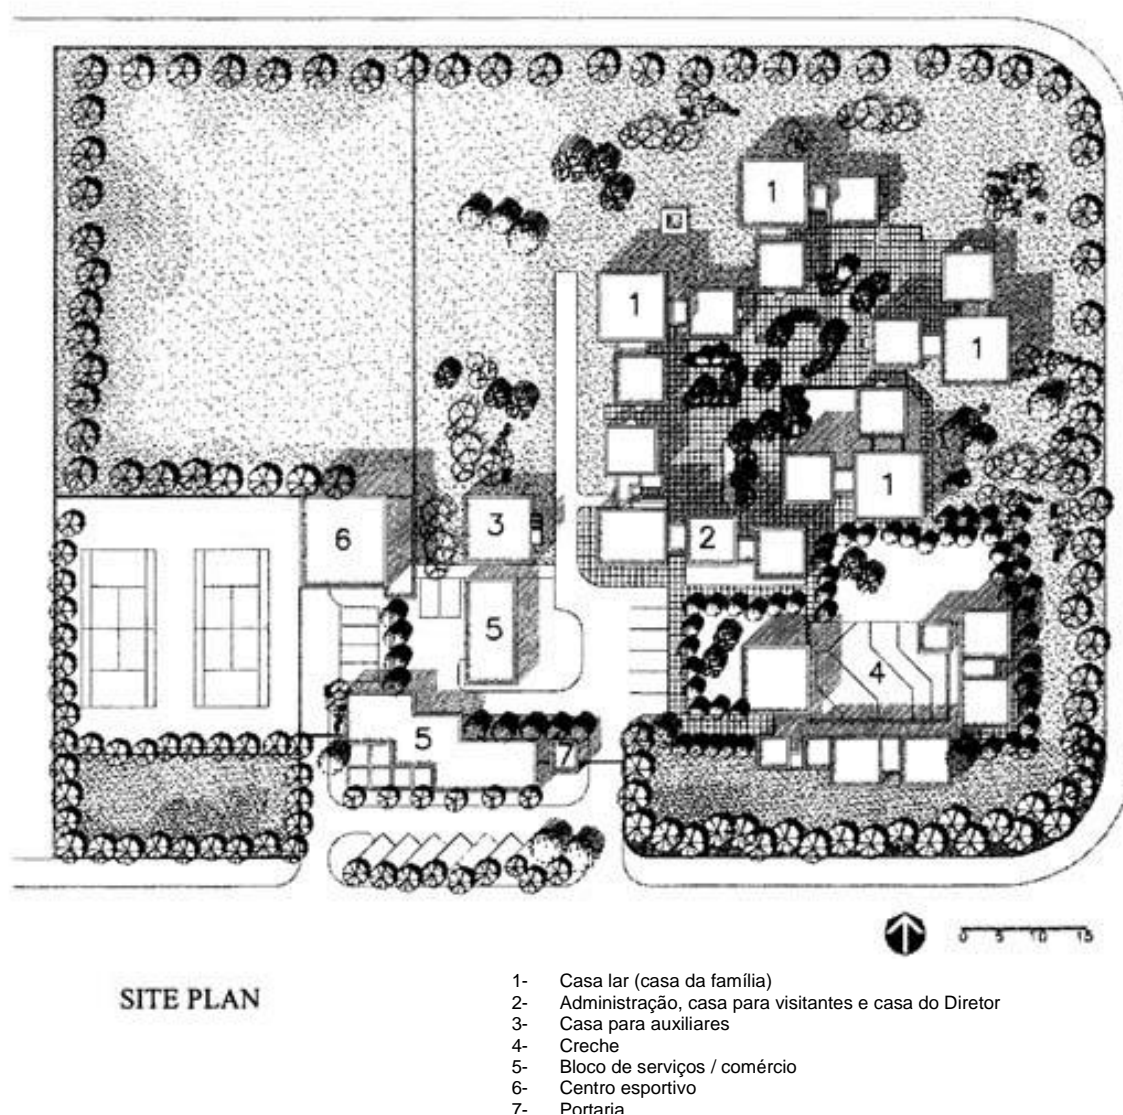 1
1
1
1
6
3
2
5
4
5
7
0 5 10 15
SITE PLAN
1- Casa lar (casa da família)
2- Administração, casa para visitantes e casa do Diretor
3- Casa para auxiliares
4- Creche
5- Bloco de serviços / comércio
6- Centro esportivo
7- Portaria